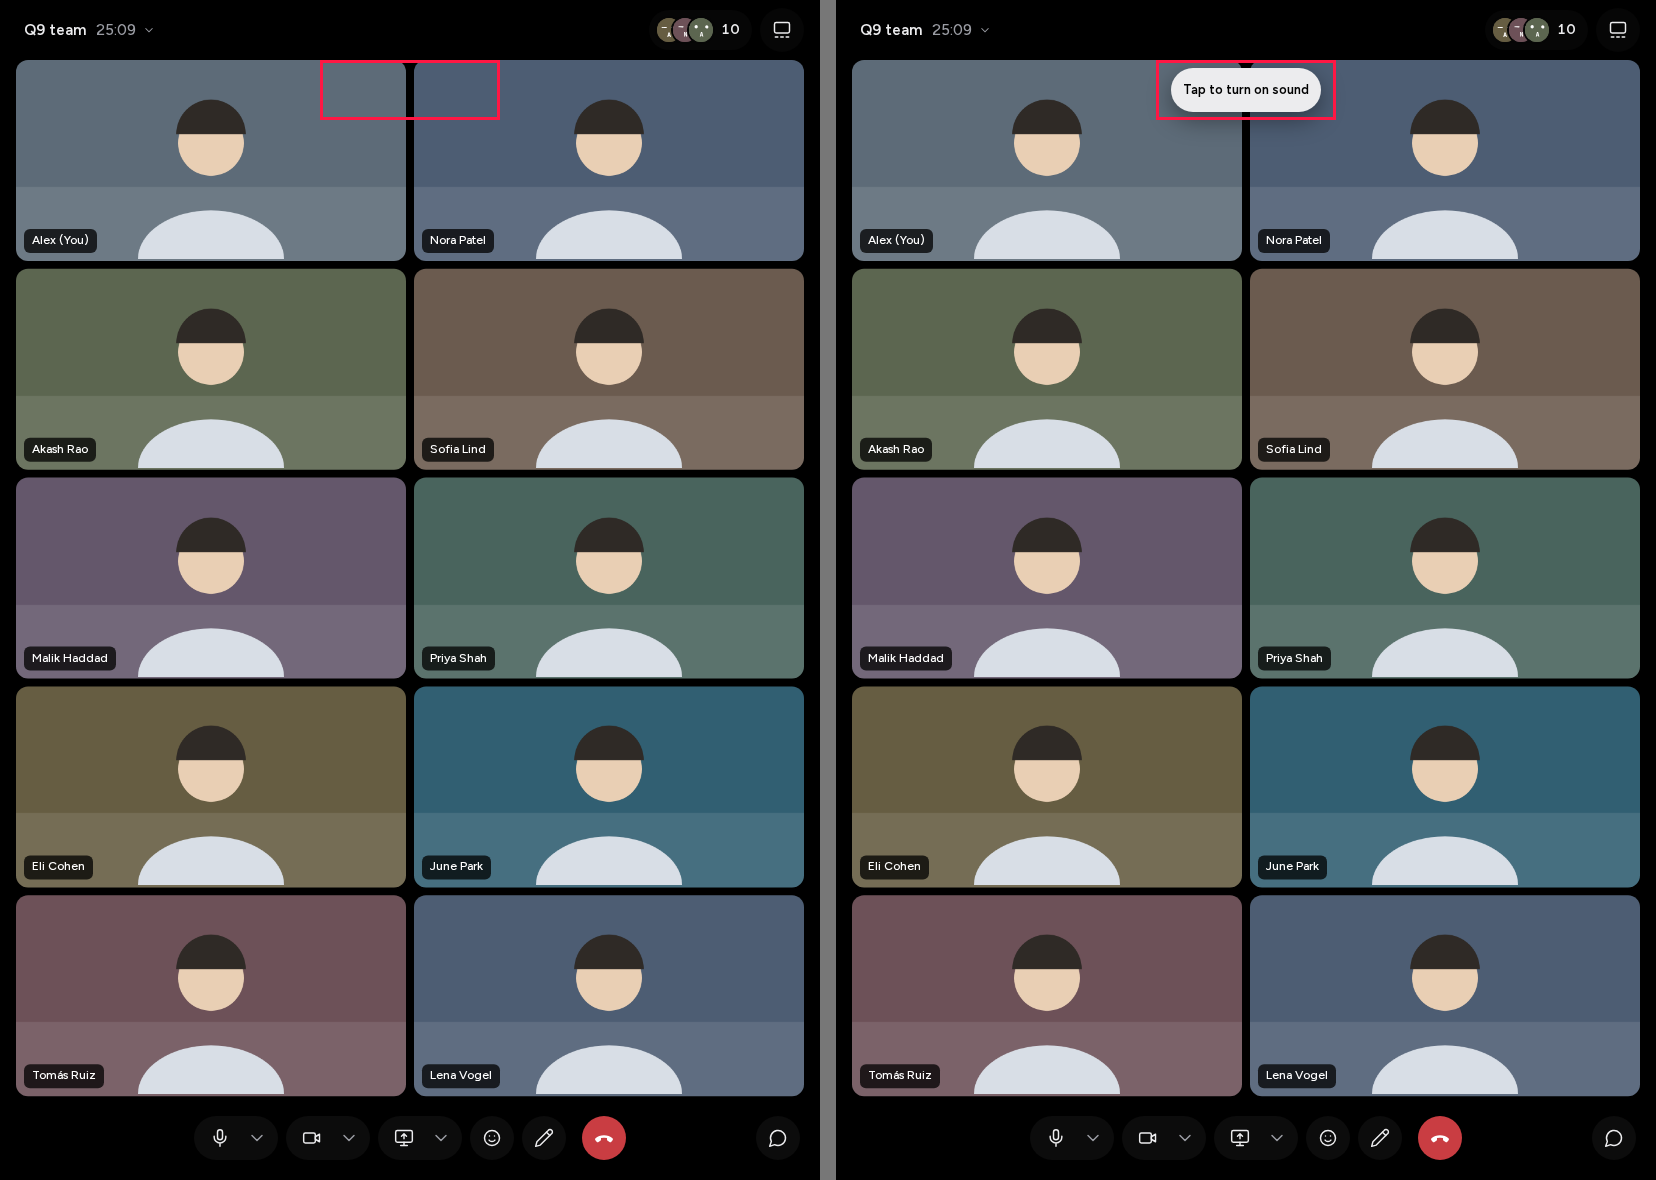 Q9 team 25:09
10
Alex (You)
Nora Patel
Akash Rao
Sofia Lind
Malik Haddad
Priya Shah
Eli Cohen
June Park
Tomás Ruiz
Lena Vogel
Q9 team 25:09
10
Tap to turn on sound
Alex (You)
Nora Patel
Akash Rao
Sofia Lind
Malik Haddad
Priya Shah
Eli Cohen
June Park
Tomás Ruiz
Lena Vogel